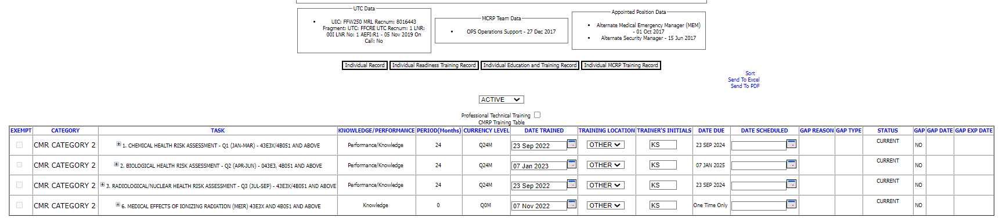 UTC Data
• UIC: FFW250 MRL Recnum: 8016443
Fragment: UTC: FFCRE UTC Recnum: 1 LNR:
00I LNR No: 1 AEFI:R1 - 05 Nov 2019 On
Call: No
MCRP Team Data
• OPS Operations Support - 27 Dec 2017
Appointed Position Data
• Alternate Medical Emergency Manager (MEM)
- 01 Oct 2017
• Alternate Security Manager - 15 Jun 2017
Individual Record Individual Readiness Training Record Individual Education and Training Record Individual MCRP Training Record
Sort
Send To Excel
Send To PDF
ACTIVE
Professional Technical Training
CMRP Training Table
EXEMPT CATEGORY TASK KNOWLEDGE/PERFORMANCE PERIOD(Months) CURRENCY LEVEL DATE TRAINED TRAINING LOCATION TRAINER'S INITIALS DATE DUE DATE SCHEDULED GAP REASON GAP TYPE STATUS GAP GAP DATE GAP EXP DATE
CMR CATEGORY 2 1. CHEMICAL HEALTH RISK ASSESSMENT - Q1 (JAN-MAR) - 43E3X/4B051 AND ABOVE Performance/Knowledge 24 Q24M 23 Sep 2022 OTHER KS 23 SEP 2024 CURRENT NO
CMR CATEGORY 2 2. BIOLOGICAL HEALTH RISK ASSESSMENT - Q2 (APR-JUN) - 043E3, 4B051 AND ABOVE Performance/Knowledge 24 Q24M 07 Jan 2023 OTHER KS 07 JAN 2025 CURRENT NO
CMR CATEGORY 2 3. RADIOLOGICAL/NUCLEAR HEALTH RISK ASSESSMENT - Q3 (JUL-SEP) - 43E3X/4B051 AND ABOVE Performance/Knowledge 24 Q24M 23 Sep 2022 OTHER KS 23 SEP 2024 CURRENT NO
CMR CATEGORY 2 6. MEDICAL EFFECTS OF IONIZING RADIATION (MEIR) 43E3X AND 4B051 AND ABOVE Knowledge 0 Q0M 07 Nov 2022 OTHER KS One Time Only CURRENT NO